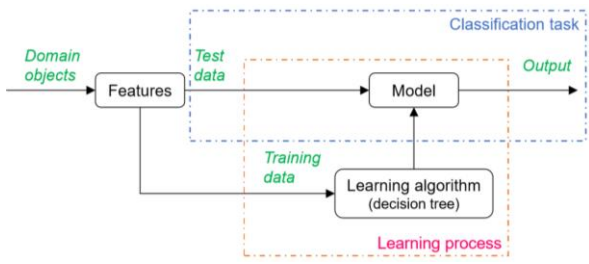 Classification task
Domain
objects
Test
data
Output
Features
Model
Training
data
Learning algorithm
(decision tree)
Learning process